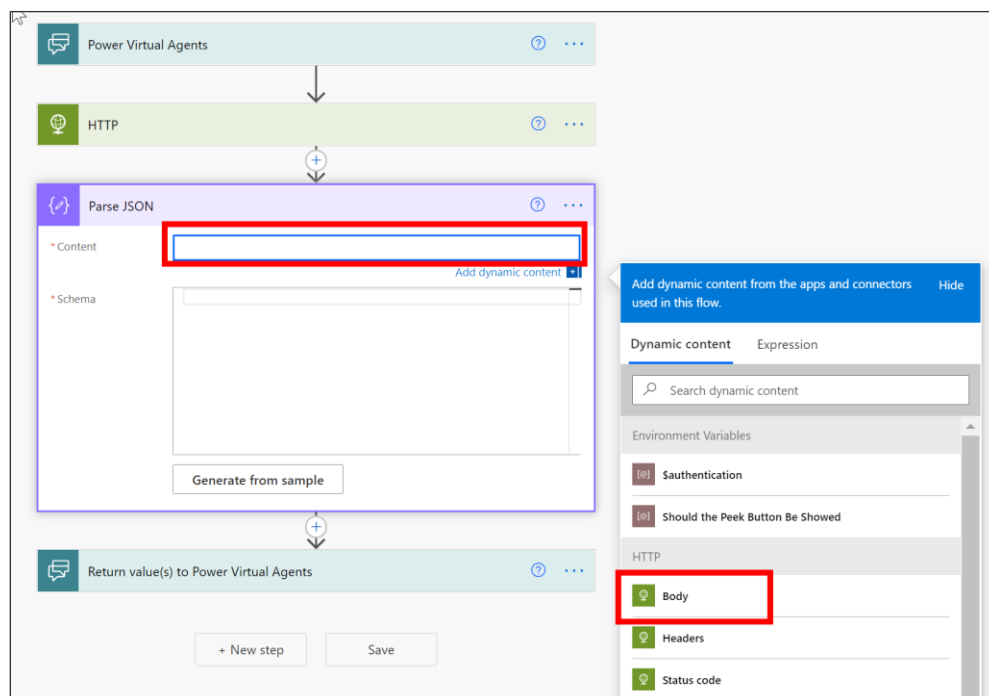 Power Virtual Agents
HTTP
Parse JSON
* Content
Add dynamic content
* Schema
Generate from sample
Return value(s) to Power Virtual Agents
+ New step
Save
Add dynamic content from the apps and connectors
used in this flow.
Hide
Dynamic content
Expression
Search dynamic content
Environment Variables
$authentication
Should the Peek Button Be Showed
HTTP
Body
Headers
Status code